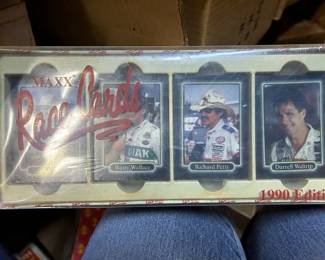 MAXX
Race Cards
Rusty Wallace
Richard Petty
Darrell Waltrip
1990 Editi